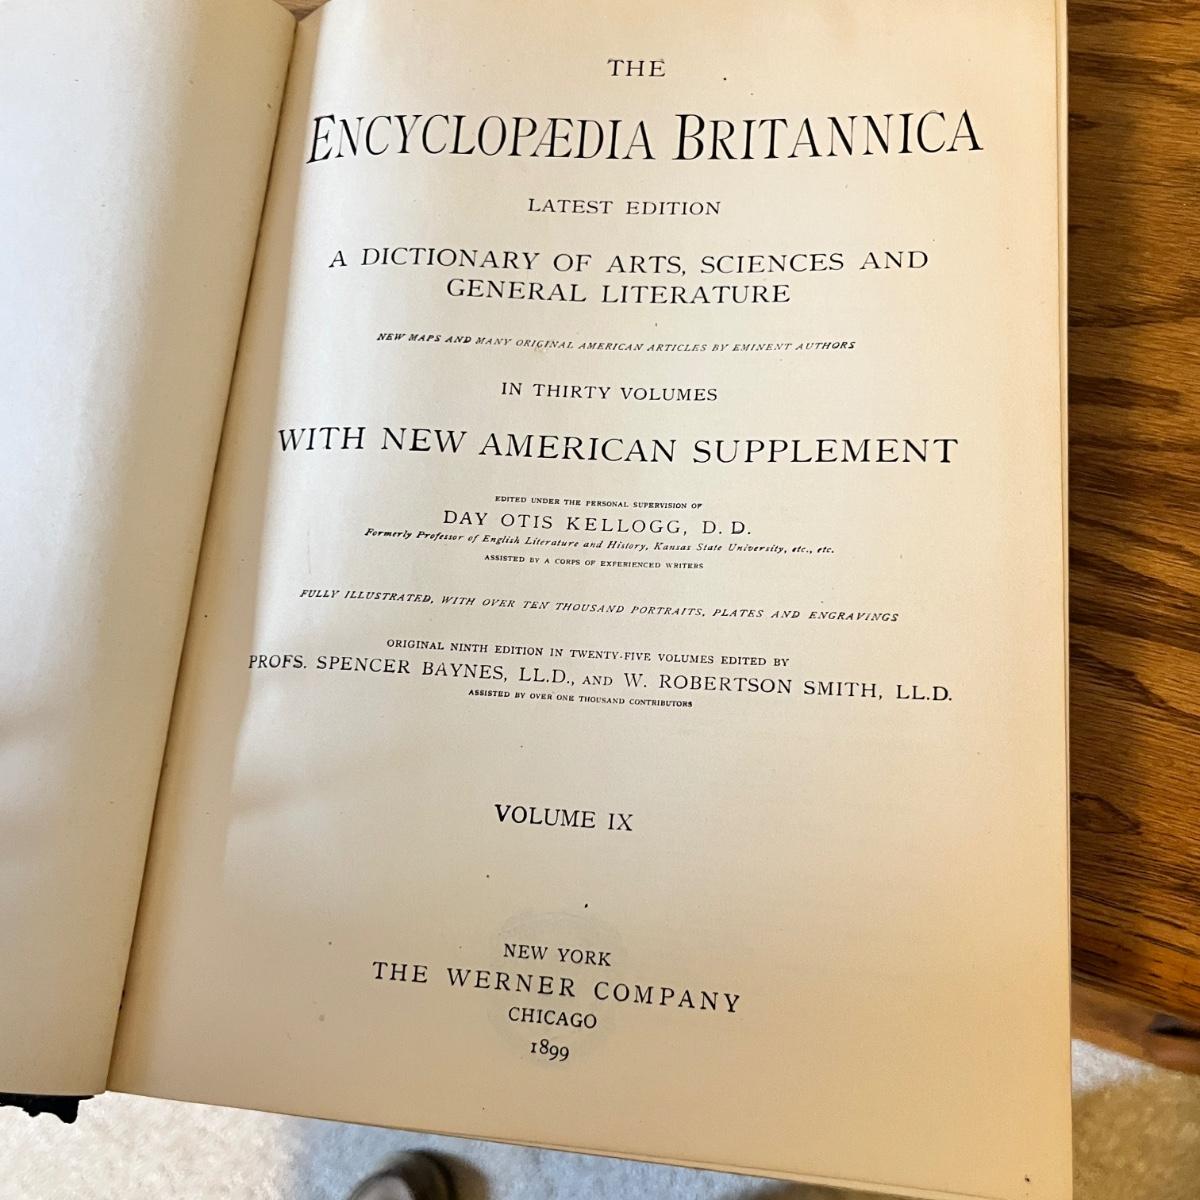 THE
ENCYCLOPÆDIA BRITANNICA
LATEST EDITION
A DICTIONARY OF ARTS, SCIENCES AND
GENERAL LITERATURE
NEW MAPS AND MANY ORIGINAL AMERICAN ARTICLES BY EMINENT AUTHORS
IN THIRTY VOLUMES
WITH NEW AMERICAN SUPPLEMENT
EDITED UNDER THE PERSONAL SUPERVISION OF
DAY OTIS KELLOGG, D. D.
Formerly Professor of English Literature and History, Kansas State University, etc., etc.
ASSISTED BY A CORPS OF EXPERIENCED WRITERS
FULLY ILLUSTRATED, WITH OVER TEN THOUSAND PORTRAITS, PLATES AND ENGRAVINGS
ORIGINAL NINTH EDITION IN TWENTY-FIVE VOLUMES EDITED BY
PROFS. SPENCER BAYNES, LL.D., AND W. ROBERTSON SMITH, LL.D.
ASSISTED BY OVER ONE THOUSAND CONTRIBUTORS
VOLUME IX
NEW YORK
THE WERNER COMPANY
CHICAGO
1899